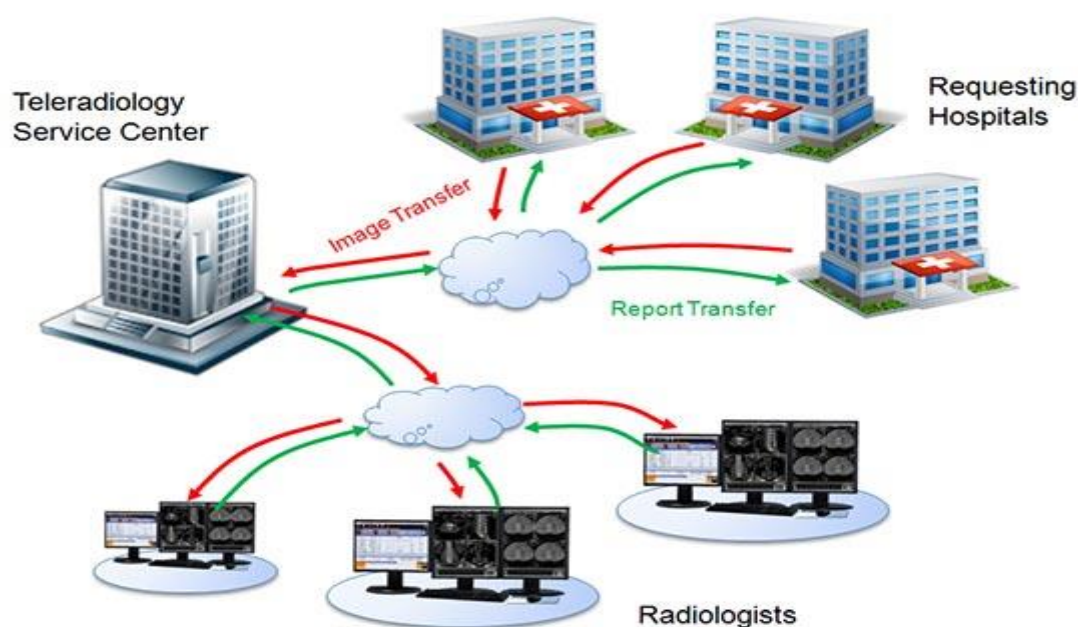 Teleradiology
Service Center
Requesting
Hospitals
Image Transfer
Report Transfer
Radiologists